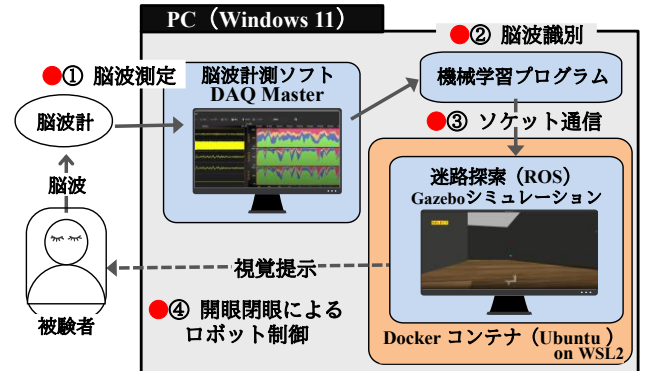 PC（Windows 11）
① 脳波測定
脳波計測ソフト
DAQ Master
② 脳波識別
機械学習プログラム
脳波計
③ ソケット通信
脳波
迷路探索（ROS）
Gazeboシミュレーション
SELECT
視覚提示
被験者
④ 開眼閉眼による
ロボット制御
Docker コンテナ（Ubuntu ）
on WSL2